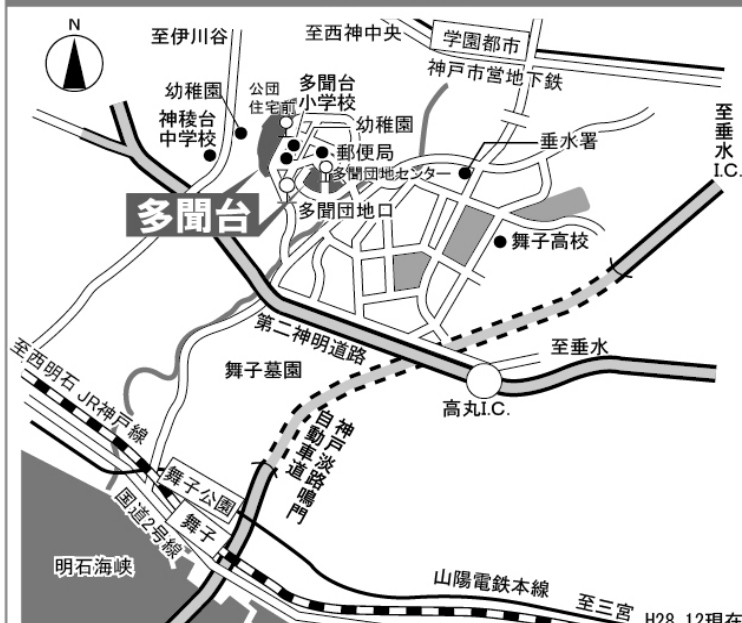 N
至伊川谷
至西神中央
学園都市
神戸市営地下鉄
幼稚園
公団
住宅前
多聞台
小学校
神稜台
中学校
幼稚園
郵便局
多聞団地センター
垂水署
至垂水I.C.
多聞台
多聞団地口
舞子高校
第二神明道路
至垂水
舞子墓園
高丸I.C.
至西明石
JR神戸線
神戸淡路鳴門
自動車道
舞子公園
国道2号線
舞子
明石海峡
山陽電鉄本線
至三宮
H28.12現在